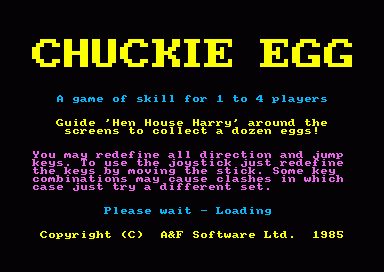 CHUCKIE EGG
A game of skill for 1 to 4 players
Guide 'Hen House Harry' around the
screens to collect a dozen eggs!
You may redefine all direction and jump
keys. To use the joystick just redefine
the keys by moving the stick. Some key
combinations may cause clashes in which
case just try a different set.
Please wait - Loading
Copyright (C) A&F Software Ltd. 1985